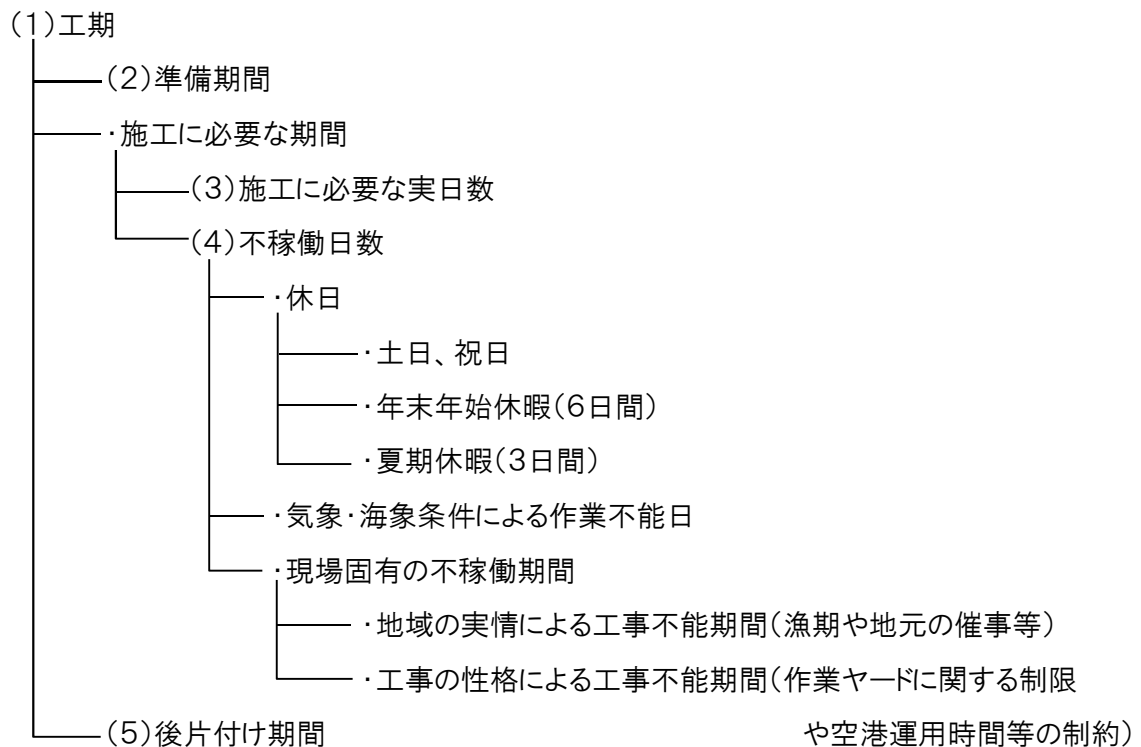 (1)工期
(2)準備期間
・施工に必要な期間
(3)施工に必要な実日数
(4)不稼働日数
・休日
・土日、祝日
・年末年始休暇(6日間)
・夏期休暇(3日間)
・気象・海象条件による作業不能日
・現場固有の不稼働期間
・地域の実情による工事不能期間(漁期や地元の催事等)
・工事の性格による工事不能期間(作業ヤードに関する制限
(5)後片付け期間
や空港運用時間等の制約)